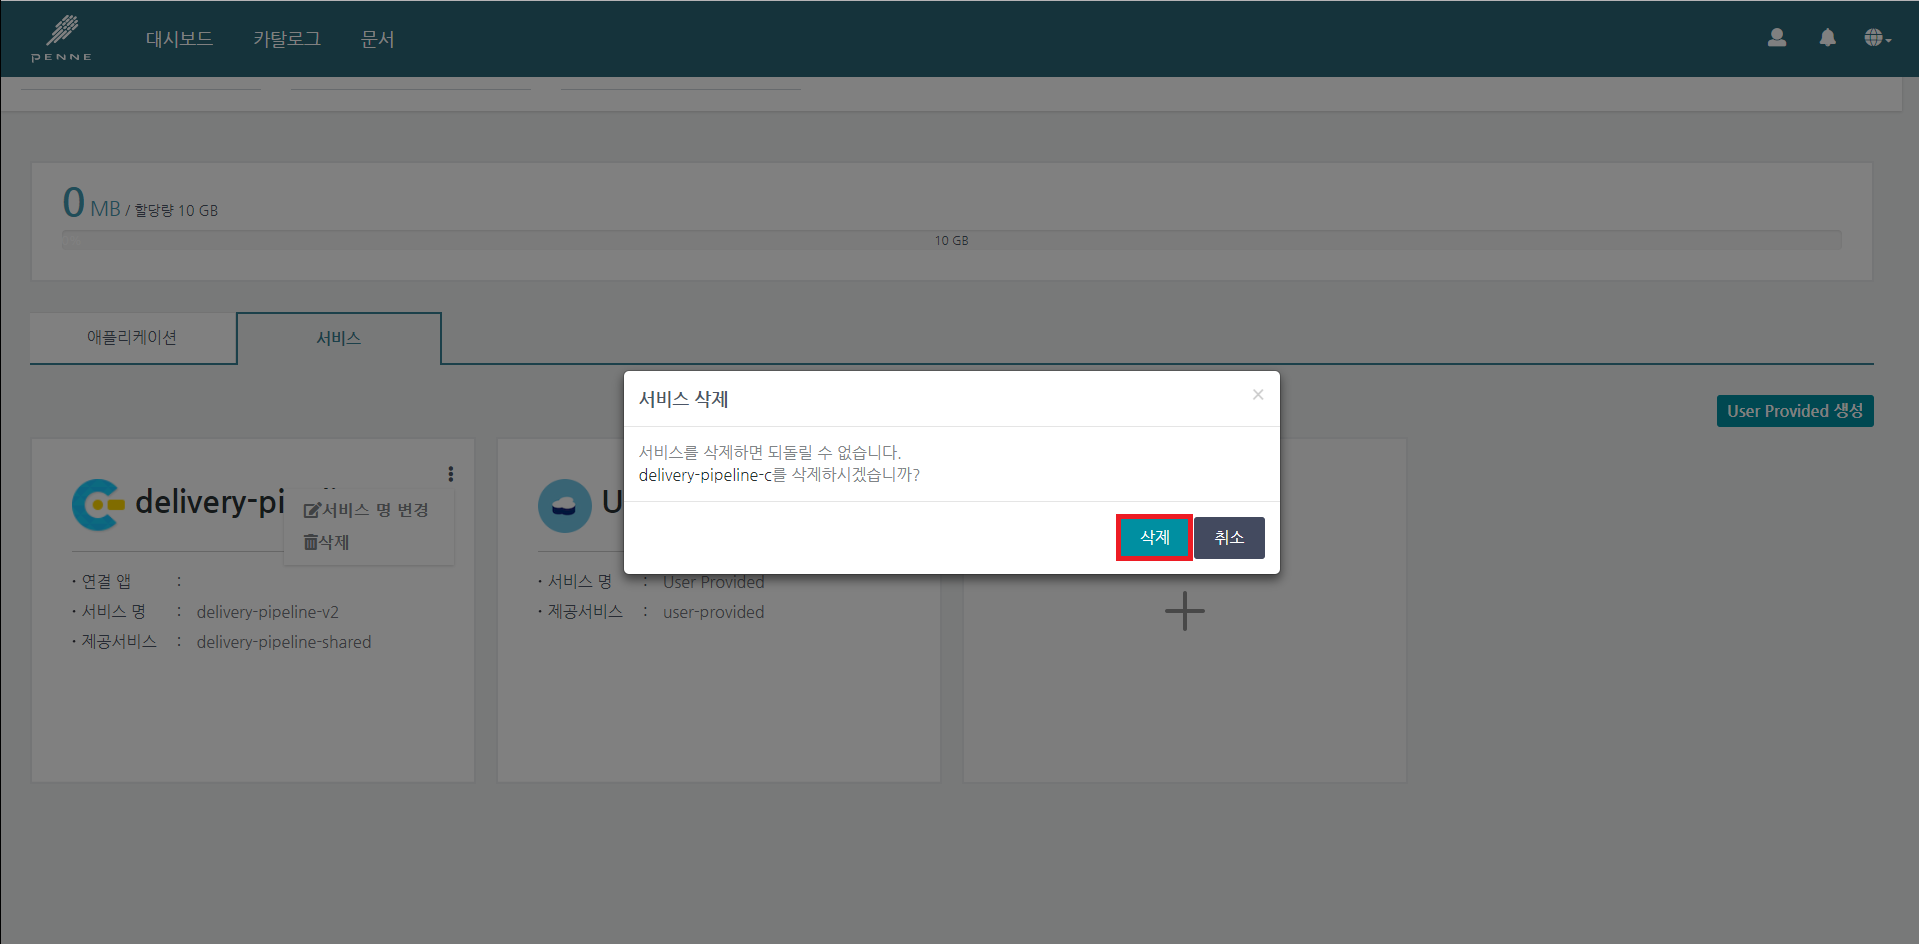 PENNE
대시보드 카탈로그 문서
0 MB / 할당량 10 GB
10 GB
애플리케이션
서비스
User Provided 생성
서비스 삭제
×
서비스를 삭제하면 되돌릴 수 없습니다.
delivery-pipeline-c를 삭제하시겠습니까?
삭제
취소
서비스 명 변경
삭제
· 연결 앱 :
· 서비스 명 : delivery-pipeline-v2
· 제공서비스 : delivery-pipeline-shared
· 서비스 명 : User Provided
· 제공서비스 : user-provided